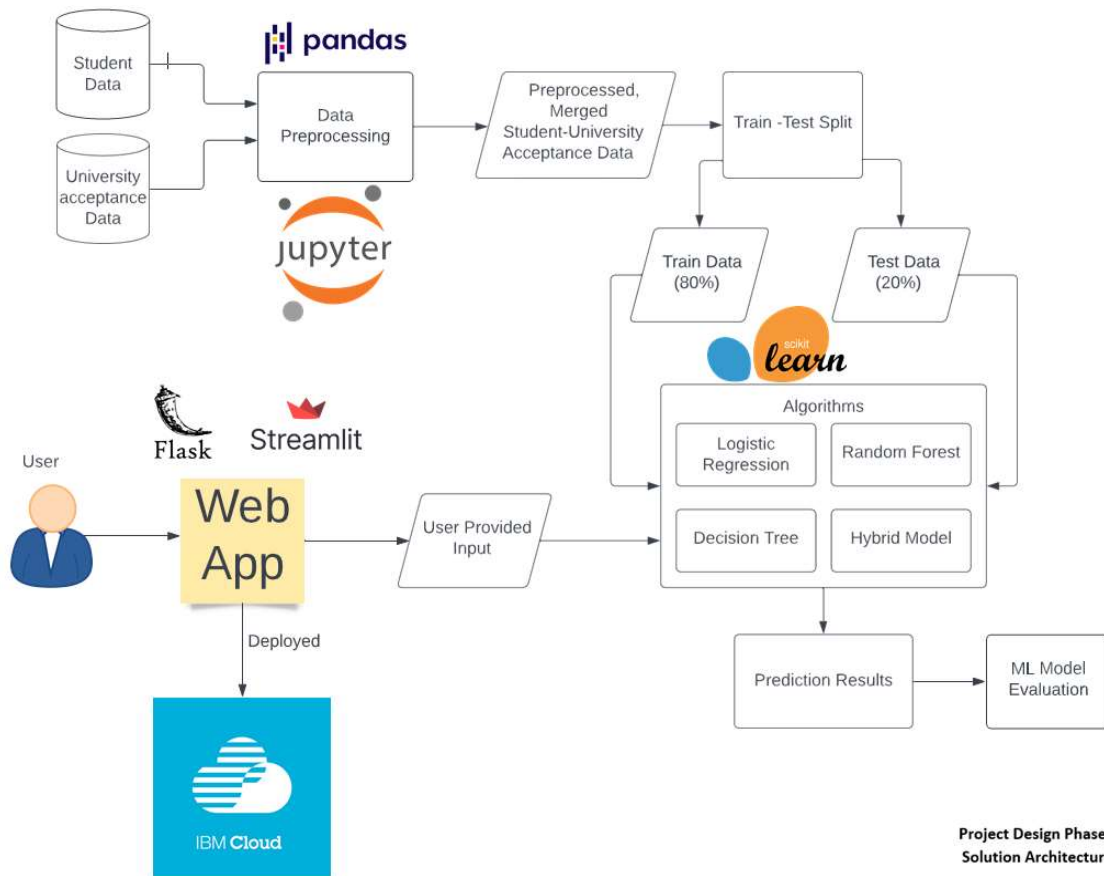 pandas
Student
Data
Data
Preprocessing
Preprocessed,
Merged
Student-University
Acceptance Data
Train -Test Split
University
acceptance
Data
jupyter
Train Data
(80%)
Test Data
(20%)
scikit
learn
Algorithms
Logistic
Regression
Random Forest
Decision Tree
Hybrid Model
Flask
Streamlit
User
Web
App
User Provided
Input
Deployed
Prediction Results
ML Model
Evaluation
IBM Cloud
Project Design Phase
Solution Architectur